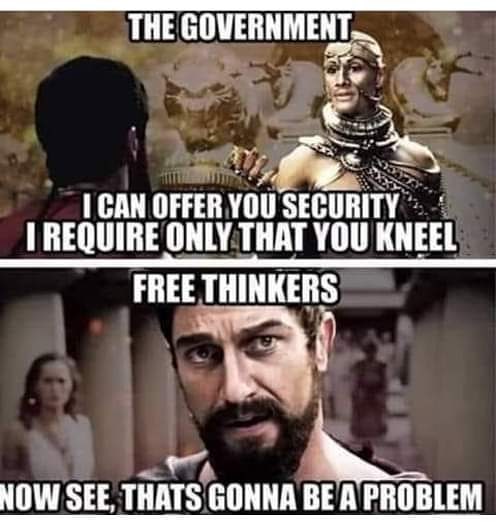 THE GOVERNMENT
I CAN OFFER YOU SECURITY
I REQUIRE ONLY THAT YOU KNEEL
FREE THINKERS
NOW SEE, THATS GONNA BE A PROBLEM